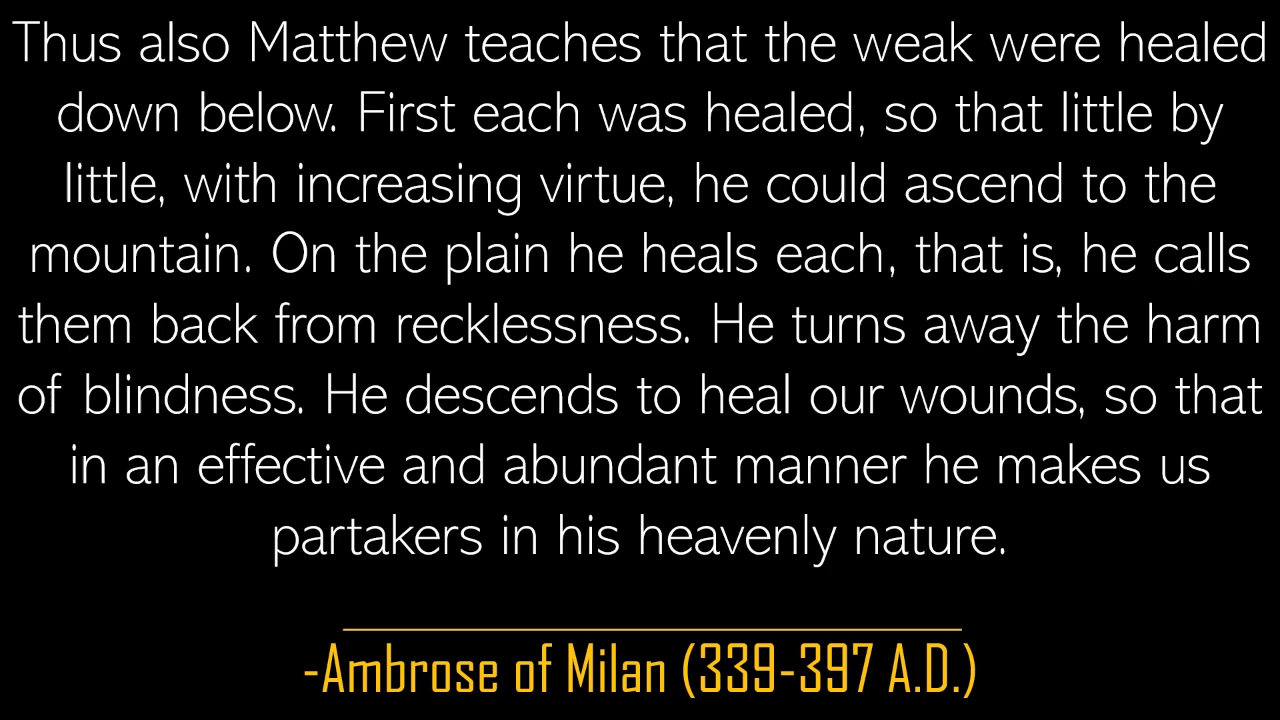 Thus also Matthew teaches that the weak were healed
down below. First each was healed, so that little by
little, with increasing virtue, he could ascend to the
mountain. On the plain he heals each, that is, he calls
them back from recklessness. He turns away the harm
of blindness. He descends to heal our wounds, so that
in an effective and abundant manner he makes us
partakers in his heavenly nature.
-Ambrose of Milan (339-397 A.D.)